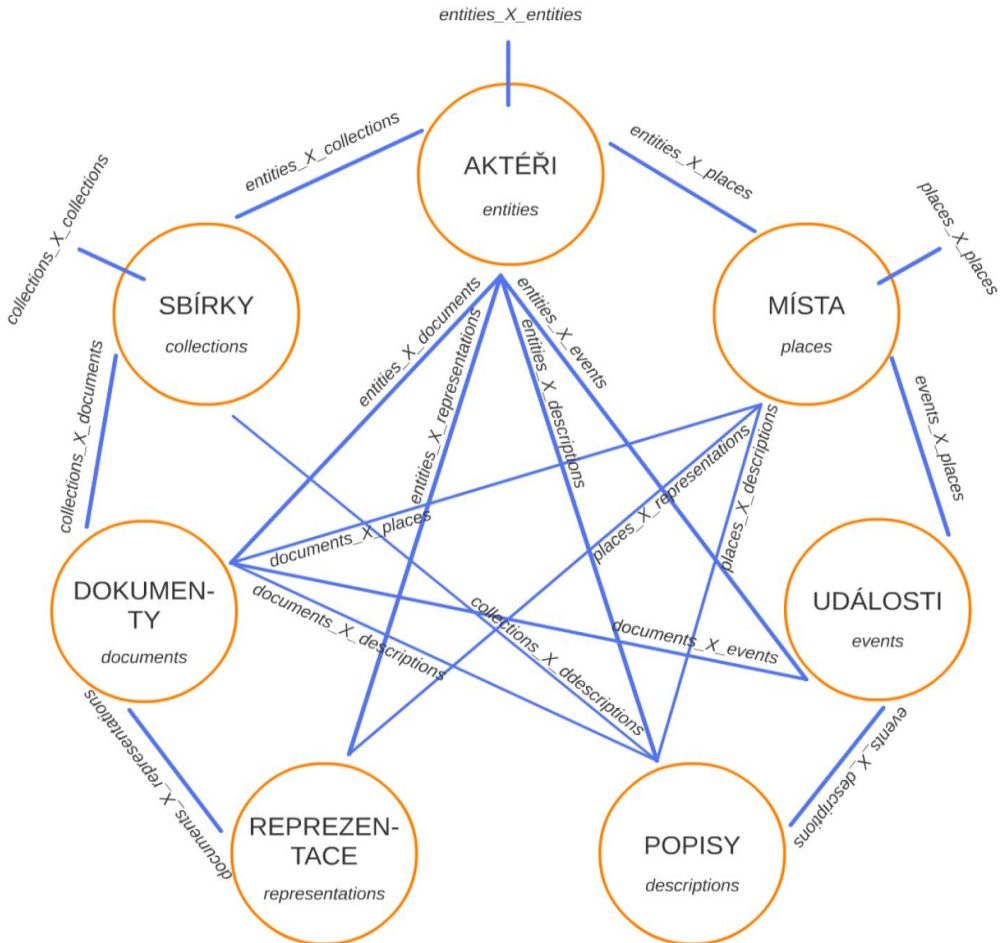 entities_X_entities
entities_X_collections
entities_X_places
AKTÉŘI
entities
collections_X_collections
places_X_places
SBÍRKY
collections
MÍSTA
places
entities_X_documents
entities_X_representations
entities_X_descriptions
entities_X_events
collections_X_documents
events_X_places
documents_X_places
places_X_representations
places_X_descriptions
DOKUMEN-
TY
documents
UDÁLOSTI
events
documents_X_descriptions
collections_X_ddescriptions
documents_X_events
documents_X_representations
events_X_descriptions
REPREZEN-
TACE
representations
POPISY
descriptions